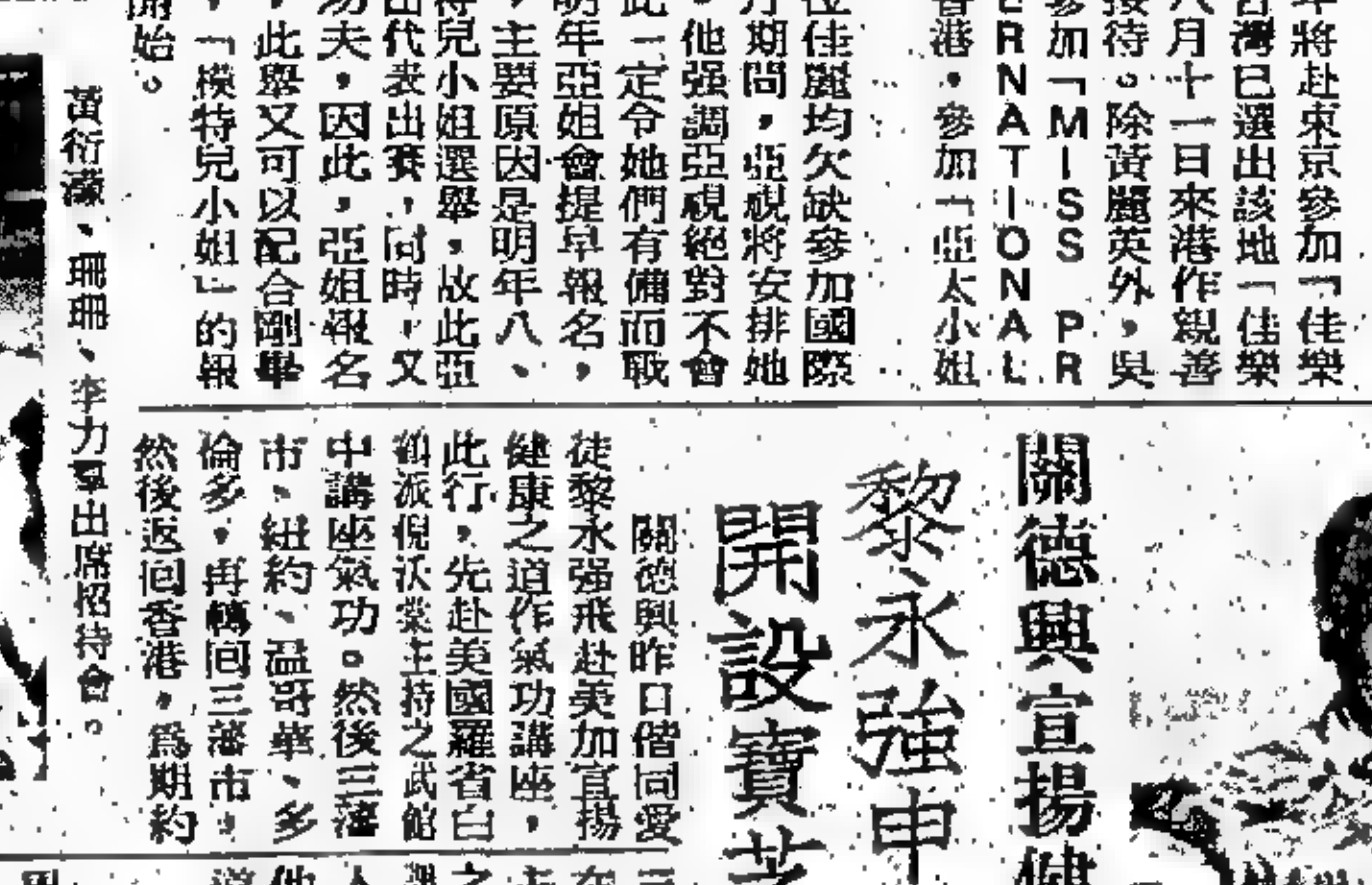 年將赴東京參加「佳樂
台灣已選出該地「佳樂
八月十一日來港作親善
接待。除黃麗英外,吳
參加「MISS PR
ERNATIONAL
香港,參加「亞太小姐
位佳麗均欠缺參加國際
月期間,亞視將安排她
。他强調亞視絕對不會
此一定令她們有備而戰
明年亞姐會提早報名,
,主要原因是明年八、
特兒小姐選舉,故此亞
出代表出賽,同時,又
功夫,因此,亞姐報名
,此舉又可以配合剛舉
,「模特兒小姐」的報
開始。
黃衍濛、珊珊、李力羣出席招待會。
關德興宣揚健
黎永強申
開設寶芝
關德興昨日偕同愛
徒黎永强飛赴美加宣揚
健康之道作氣功講座,
此行,先赴美國羅省白
鶴派倪沃棠主持之武館
中講座氣功。然後三藩
市、紐約、温哥華、多
倫多,再轉回三藩市,
然後返回香港,爲期約